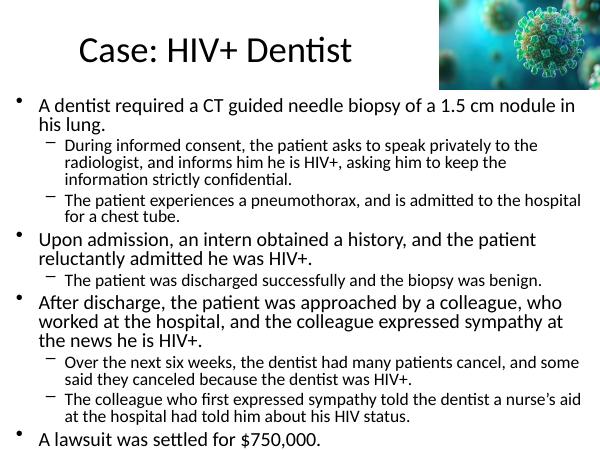 Case: HIV+ Dentist
• A dentist required a CT guided needle biopsy of a 1.5 cm nodule in
his lung.
– During informed consent, the patient asks to speak privately to the
radiologist, and informs him he is HIV+, asking him to keep the
information strictly confidential.
– The patient experiences a pneumothorax, and is admitted to the hospital
for a chest tube.
• Upon admission, an intern obtained a history, and the patient
reluctantly admitted he was HIV+.
– The patient was discharged successfully and the biopsy was benign.
• After discharge, the patient was approached by a colleague, who
worked at the hospital, and the colleague expressed sympathy at
the news he is HIV+.
– Over the next six weeks, the dentist had many patients cancel, and some
said they canceled because the dentist was HIV+.
– The colleague who first expressed sympathy told the dentist a nurse’s aid
at the hospital had told him about his HIV status.
• A lawsuit was settled for $750,000.